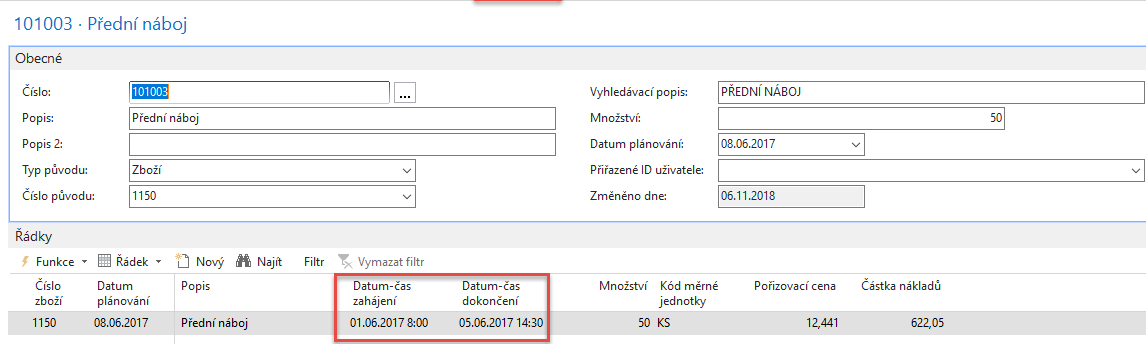 101003 · Přední náboj
Obecné
Číslo: 101003 ... Vyhledávací popis: PŘEDNÍ NÁBOJ
Popis: Přední náboj Množství: 50
Popis 2: Datum plánování: 08.06.2017
Typ původu: Zboží Přiřazené ID uživatele:
Číslo původu: 1150 Změněno dne: 06.11.2018
Řádky
Funkce Řádek Nový Najít Filtr Vymazat filtr
Číslo Datum Popis Datum-čas Datum-čas Množství Kód měrné Pořizovací cena Částka nákladů
zboží plánování zahájení dokončení jednotky
1150 08.06.2017 Přední náboj 01.06.2017 8:00 05.06.2017 14:30 50 KS 12,441 622,05